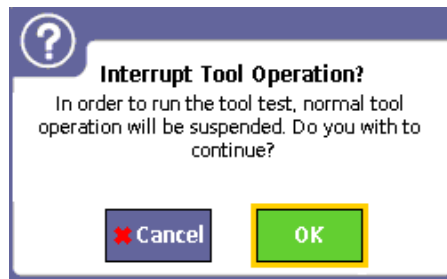 Interrupt Tool Operation?
In order to run the tool test, normal tool
operation will be suspended. Do you with to
continue?
Cancel OK